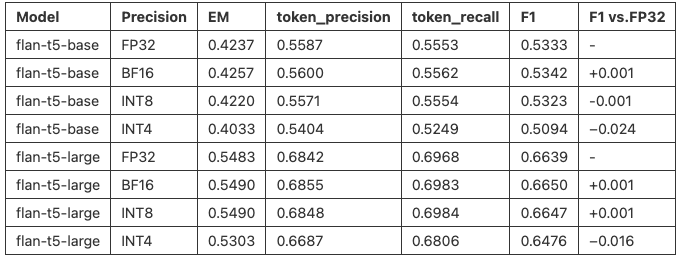 Model Precision EM token_precision token_recall F1 F1 vs.FP32
flan-t5-base FP32 0.4237 0.5587 0.5553 0.5333 -
flan-t5-base BF16 0.4257 0.5600 0.5562 0.5342 +0.001
flan-t5-base INT8 0.4220 0.5571 0.5554 0.5323 -0.001
flan-t5-base INT4 0.4033 0.5404 0.5249 0.5094 −0.024
flan-t5-large FP32 0.5483 0.6842 0.6968 0.6639 -
flan-t5-large BF16 0.5490 0.6855 0.6983 0.6650 +0.001
flan-t5-large INT8 0.5490 0.6848 0.6984 0.6647 +0.001
flan-t5-large INT4 0.5303 0.6687 0.6806 0.6476 −0.016